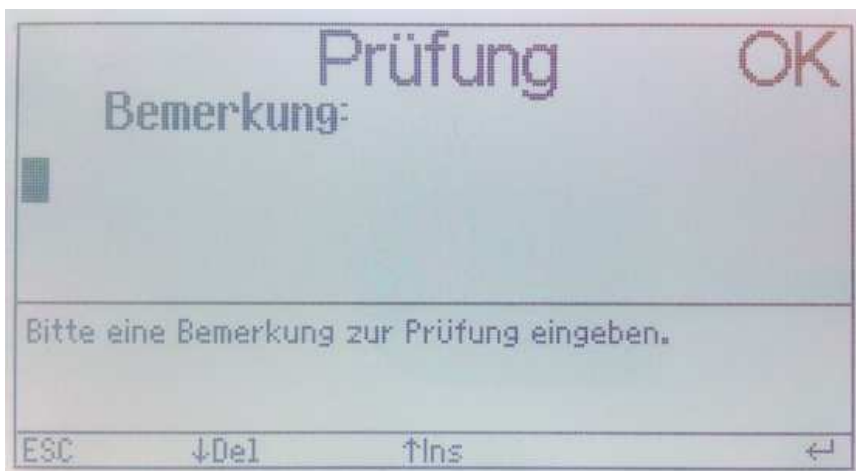 Prüfung OK
Bemerkung:
Bitte eine Bemerkung zur Prüfung eingeben.
ESC ↓Del ↑Ins ↵